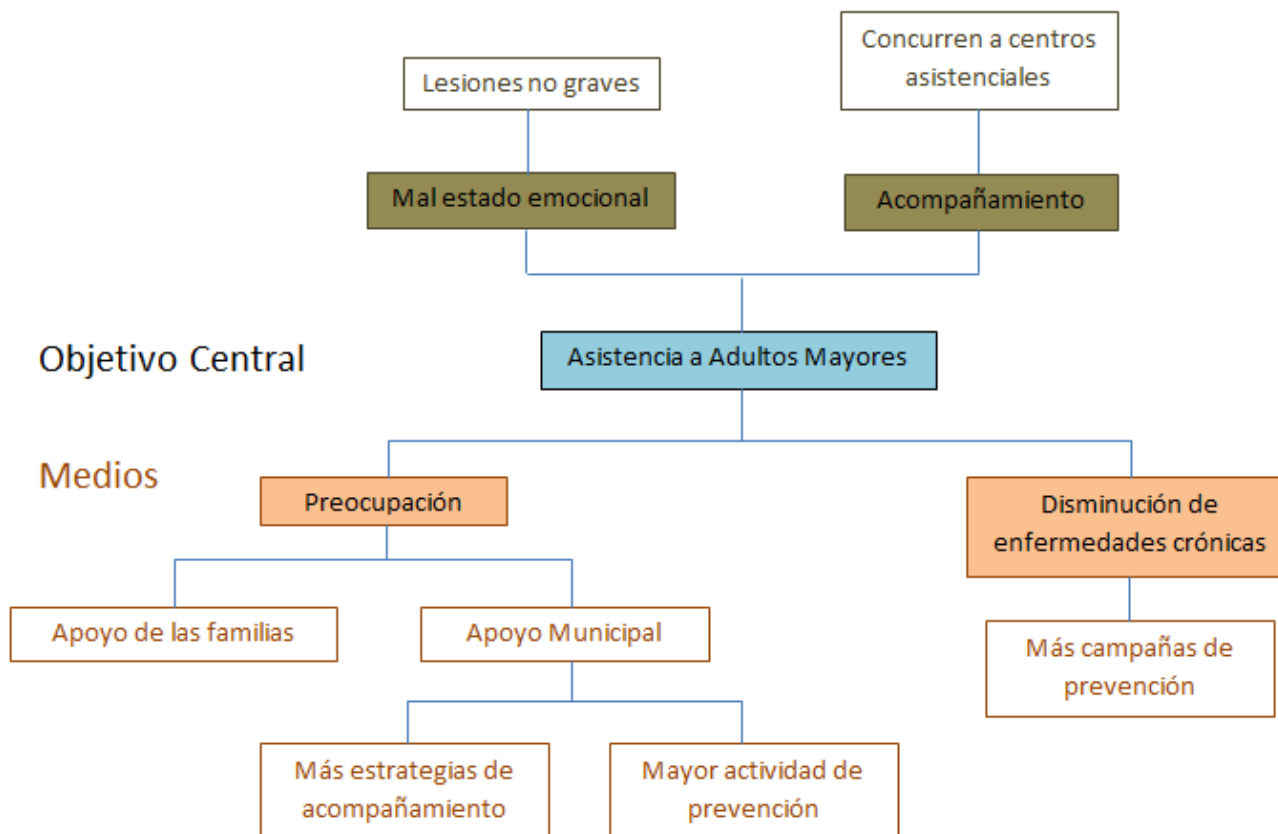 Lesiones no graves
Concurren a centros
asistenciales
Mal estado emocional
Acompañamiento
Objetivo Central
Asistencia a Adultos Mayores
Medios
Preocupación
Disminución de
enfermedades crónicas
Apoyo de las familias
Apoyo Municipal
Más campañas de
prevención
Más estrategias de
acompañamiento
Mayor actividad de
prevención